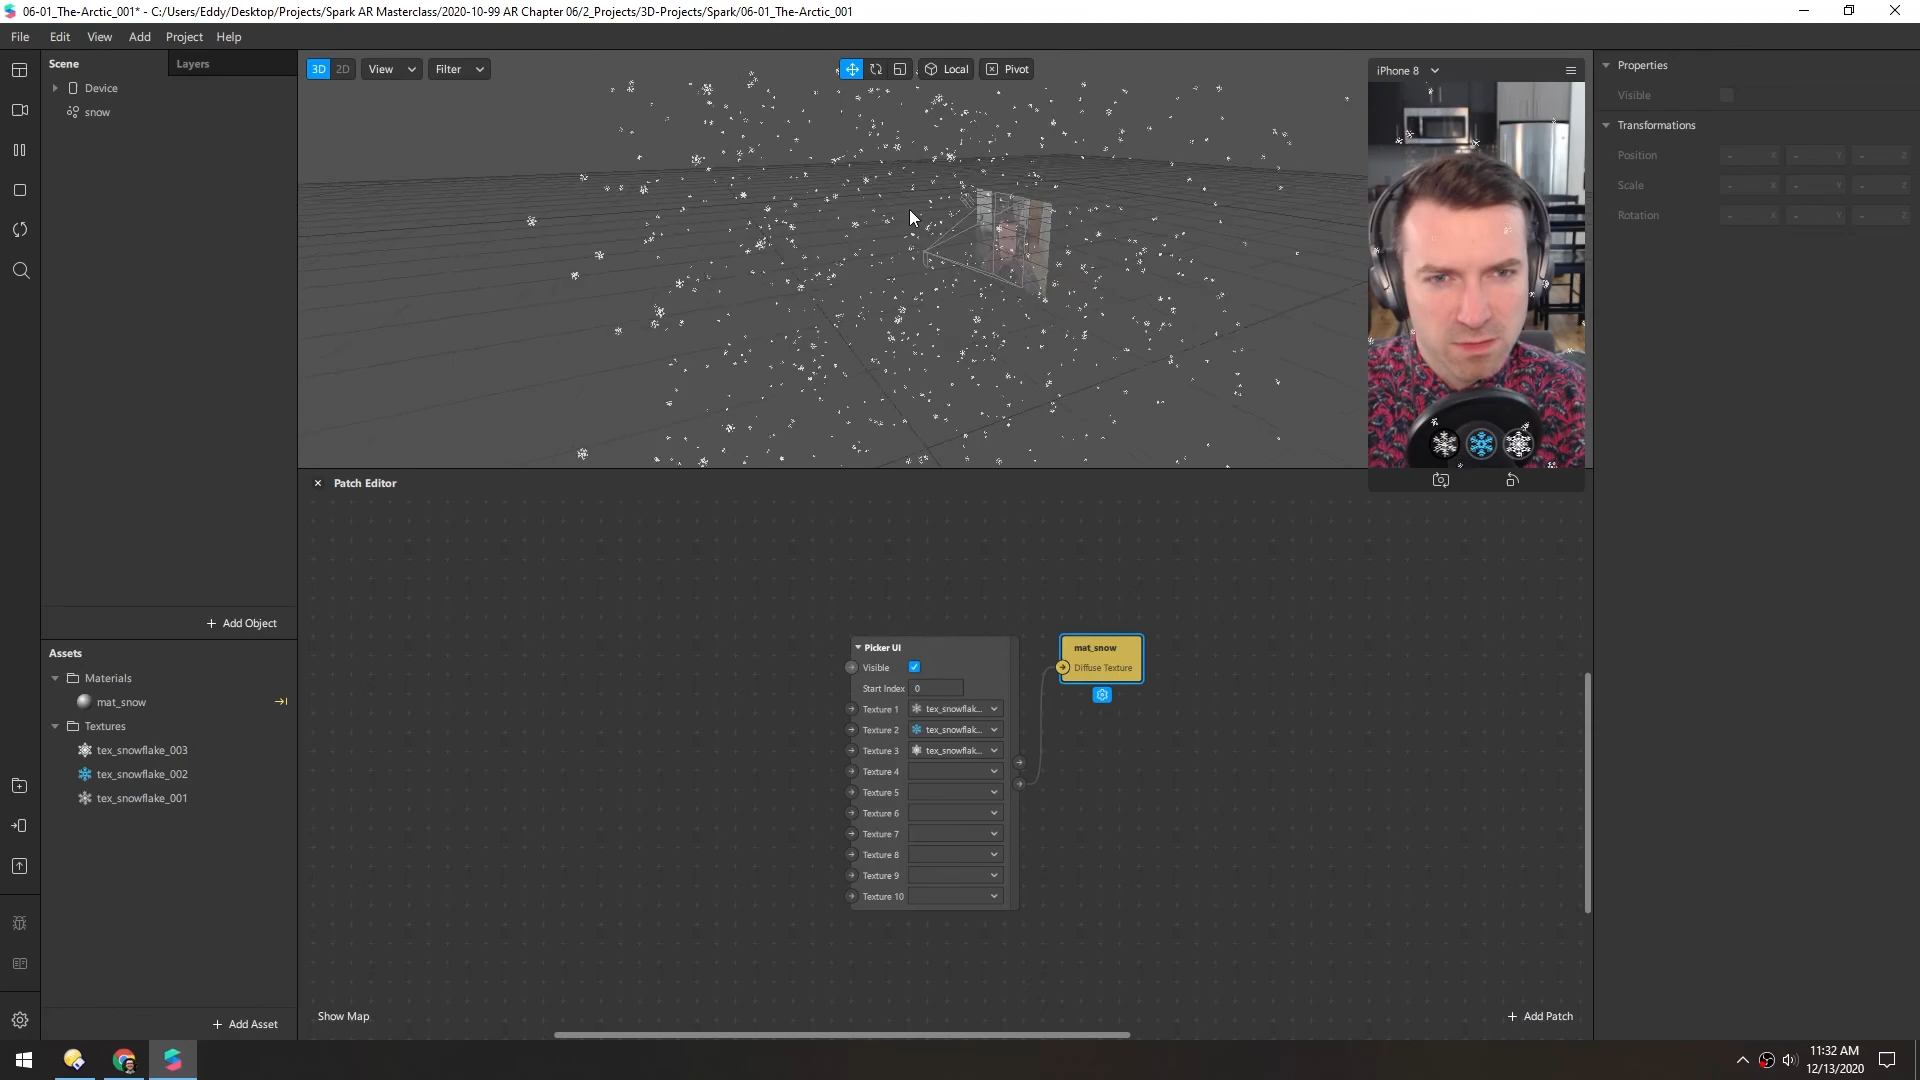 06-01_The-Arctic_001* - C:/Users/Eddy/Desktop/Projects/Spark AR Masterclass/2020-10-99 AR Chapter 06/2_Projects/3D-Projects/Spark/06-01_The-Arctic_001
File Edit View Add Project Help
Scene Layers
Device
snow
+ Add Object
Assets
Materials
mat_snow
Textures
tex_snowflake_003
tex_snowflake_002
tex_snowflake_001
+ Add Asset
3D 2D View Filter Local Pivot
iPhone 8
Properties
Visible
Transformations
Position - X - Y - Z
Scale - X - Y - Z
Rotation - X - Y - Z
Patch Editor
Picker UI
Visible
Start Index 0
Texture 1 tex_snowflak...
Texture 2 tex_snowflak...
Texture 3 tex_snowflak...
Texture 4
Texture 5
Texture 6
Texture 7
Texture 8
Texture 9
Texture 10
mat_snow
Diffuse Texture
Show Map
+ Add Patch
11:32 AM
12/13/2020